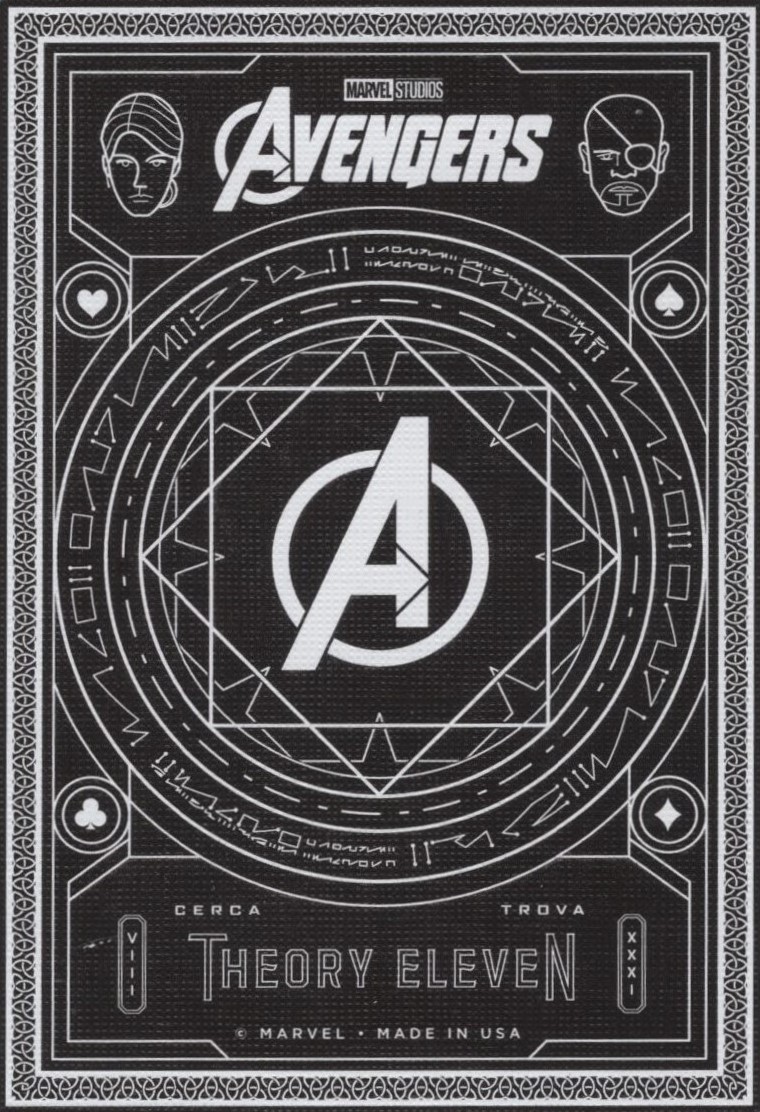 MARVEL STUDIOS
AVENGERS
A
CERCA TROVA
VIII THEORY ELEVEN XXXI
© MARVEL • MADE IN USA